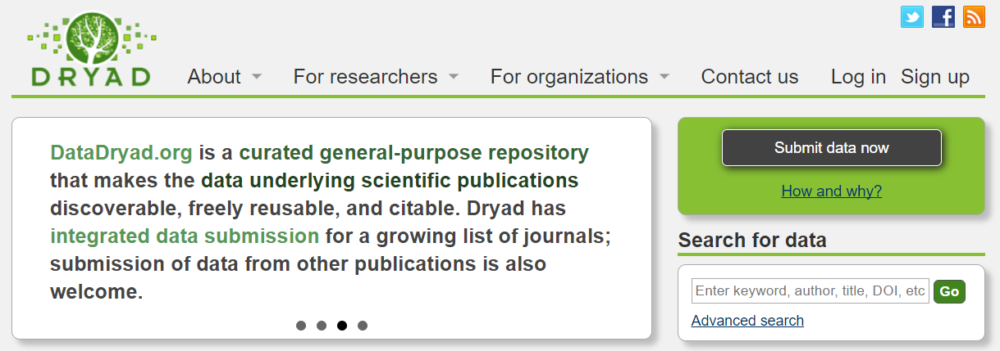 DRYAD
About
For researchers
For organizations
Contact us
Log in
Sign up
DataDryad.org is a curated general-purpose repository
that makes the data underlying scientific publications
discoverable, freely reusable, and citable. Dryad has
integrated data submission for a growing list of journals;
submission of data from other publications is also
welcome.
Submit data now
How and why?
Search for data
Enter keyword, author, title, DOI, etc
Go
Advanced search